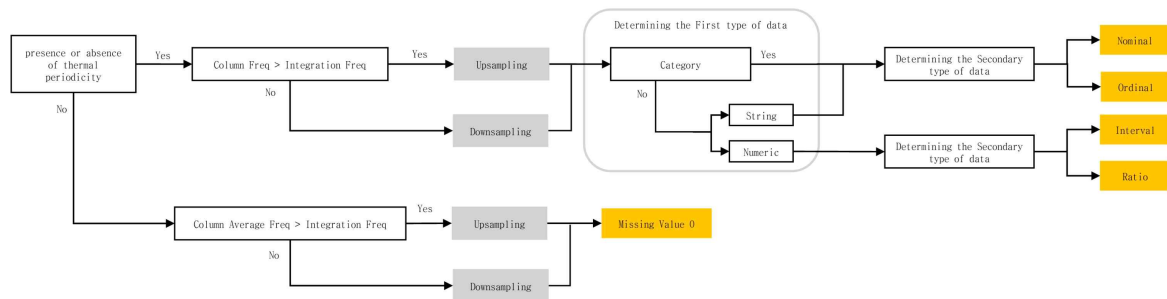 Determining the First type of data
presence or absence
of thermal
periodicity
Yes
No
Column Freq > Integration Freq
Yes
No
Upsampling
Downsampling
Category
Yes
No
String
Numeric
Determining the Secondary
type of data
Nominal
Ordinal
Determining the Secondary
type of data
Interval
Ratio
Column Average Freq > Integration Freq
Yes
No
Upsampling
Downsampling
Missing Value 0